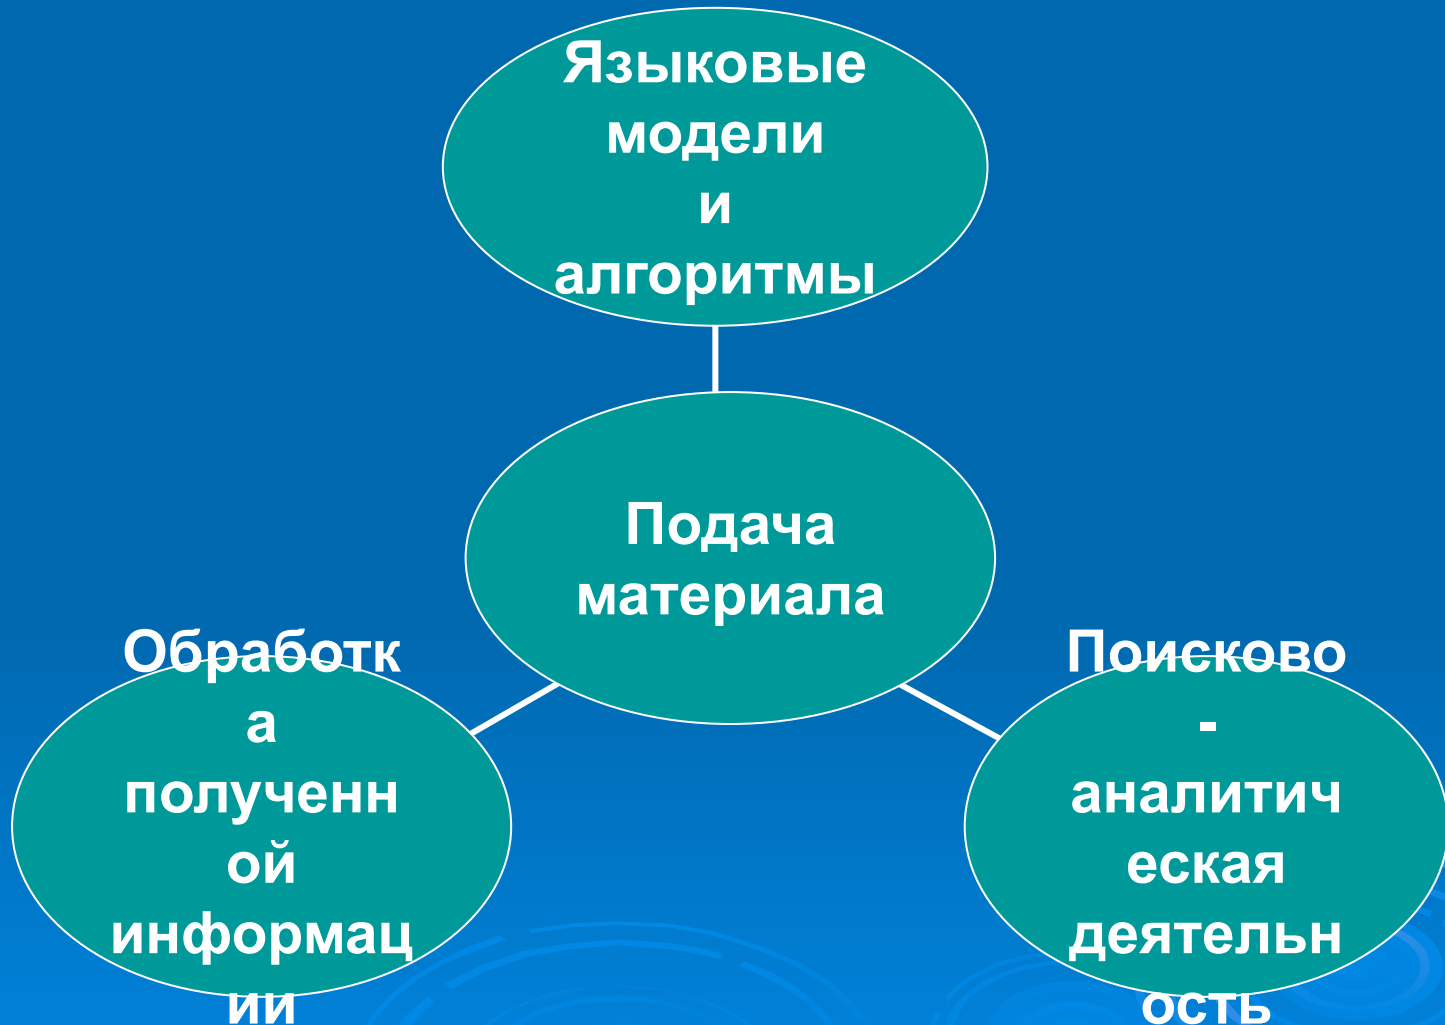 Языковые
модели
и
алгоритмы
Подача
материала
Обработк
а
полученн
ой
информац
ии
Поисково
-
аналитич
еская
деятельн
ость